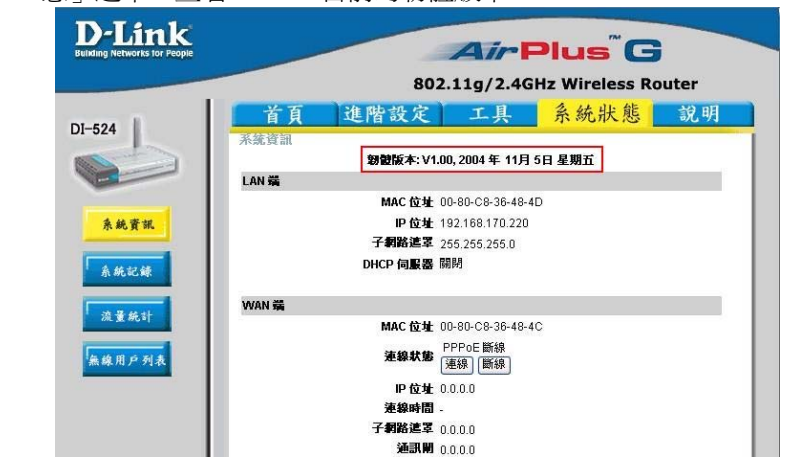 D-Link
Building Networks for People
AirPlus G
TM
802.11g/2.4GHz Wireless Router
DI-524
首頁 進階設定 工具 系統狀態 說明
系統資訊
韌體版本: V1.00, 2004 年 11月 5日 星期五
LAN 端
MAC 位址 00-80-C8-36-48-4D
IP 位址 192.168.170.220
子網路遮罩 255.255.255.0
DHCP 伺服器 關閉
WAN 端
MAC 位址 00-80-C8-36-48-4C
連線狀態 PPPoE 斷線
連線 斷線
IP 位址 0.0.0.0
連線時間 -
子網路遮罩 0.0.0.0
通訊閘 0.0.0.0
系統資訊
系統記錄
流量統計
無線用戶列表